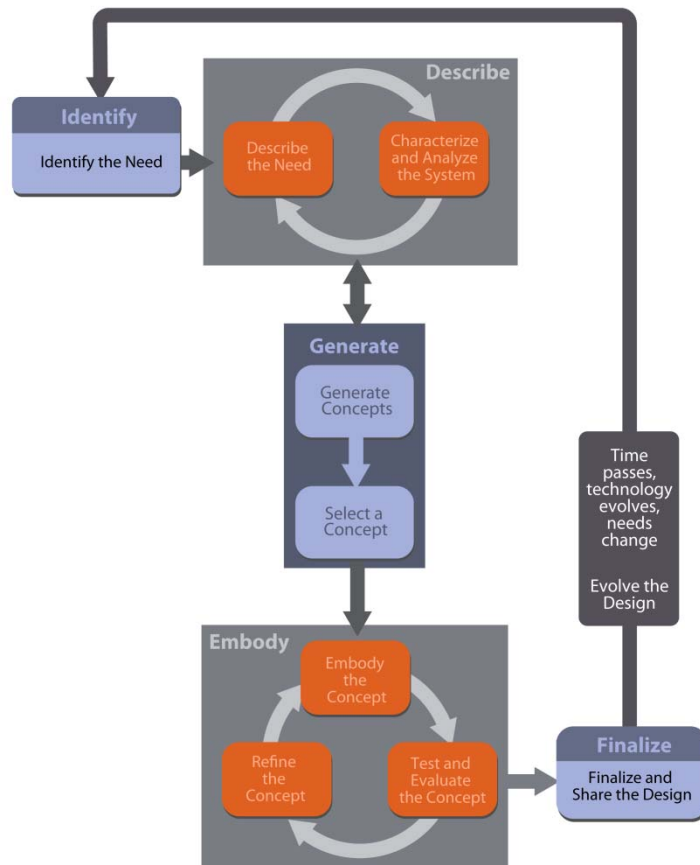 Describe
Identify
Identify the Need
Describe
the Need
Characterize
and Analyze
the System
Generate
Generate
Concepts
Select a
Concept
Time
passes,
technology
evolves,
needs
change
Evolve the
Design
Embody
Embody
the
Concept
Refine
the
Concept
Test and
Evaluate
the Concept
Finalize
Finalize and
Share the Design